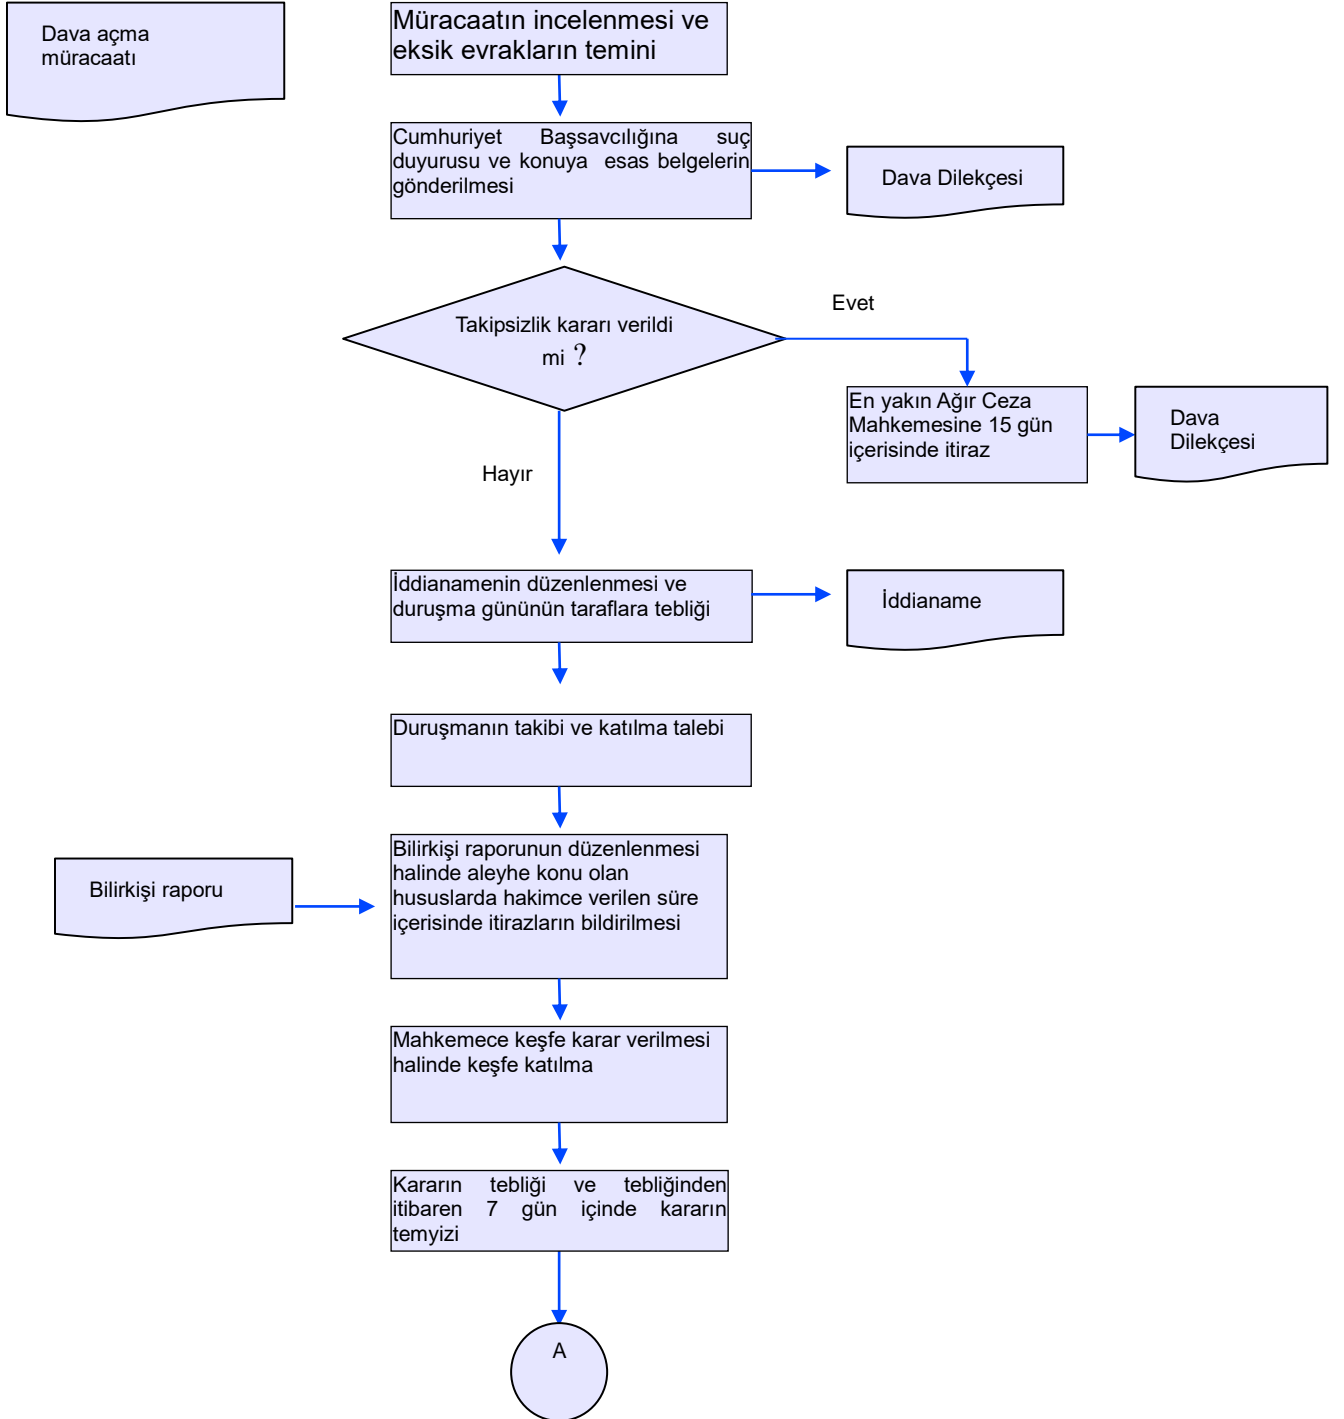 Dava açma
müracaatı
Müracaatın incelenmesi ve
eksik evrakların temini
Cumhuriyet Başsavcılığına suç
duyurusu ve konuya esas belgelerin
gönderilmesi
Dava Dilekçesi
Takipsizlik kararı verildi
mi ?
Evet
En yakın Ağır Ceza
Mahkemesine 15 gün
içerisinde itiraz
Dava
Dilekçesi
Hayır
İddianamenin düzenlenmesi ve
duruşma gününün taraflara tebliği
İddianame
Duruşmanın takibi ve katılma talebi
Bilirkişi raporu
Bilirkişi raporunun düzenlenmesi
halinde aleyhe konu olan
hususlarda hakimce verilen süre
içerisinde itirazların bildirilmesi
Mahkemece keşfe karar verilmesi
halinde keşfe katılma
Kararın tebliği ve tebliğinden
itibaren 7 gün içinde kararın
temyizi
A